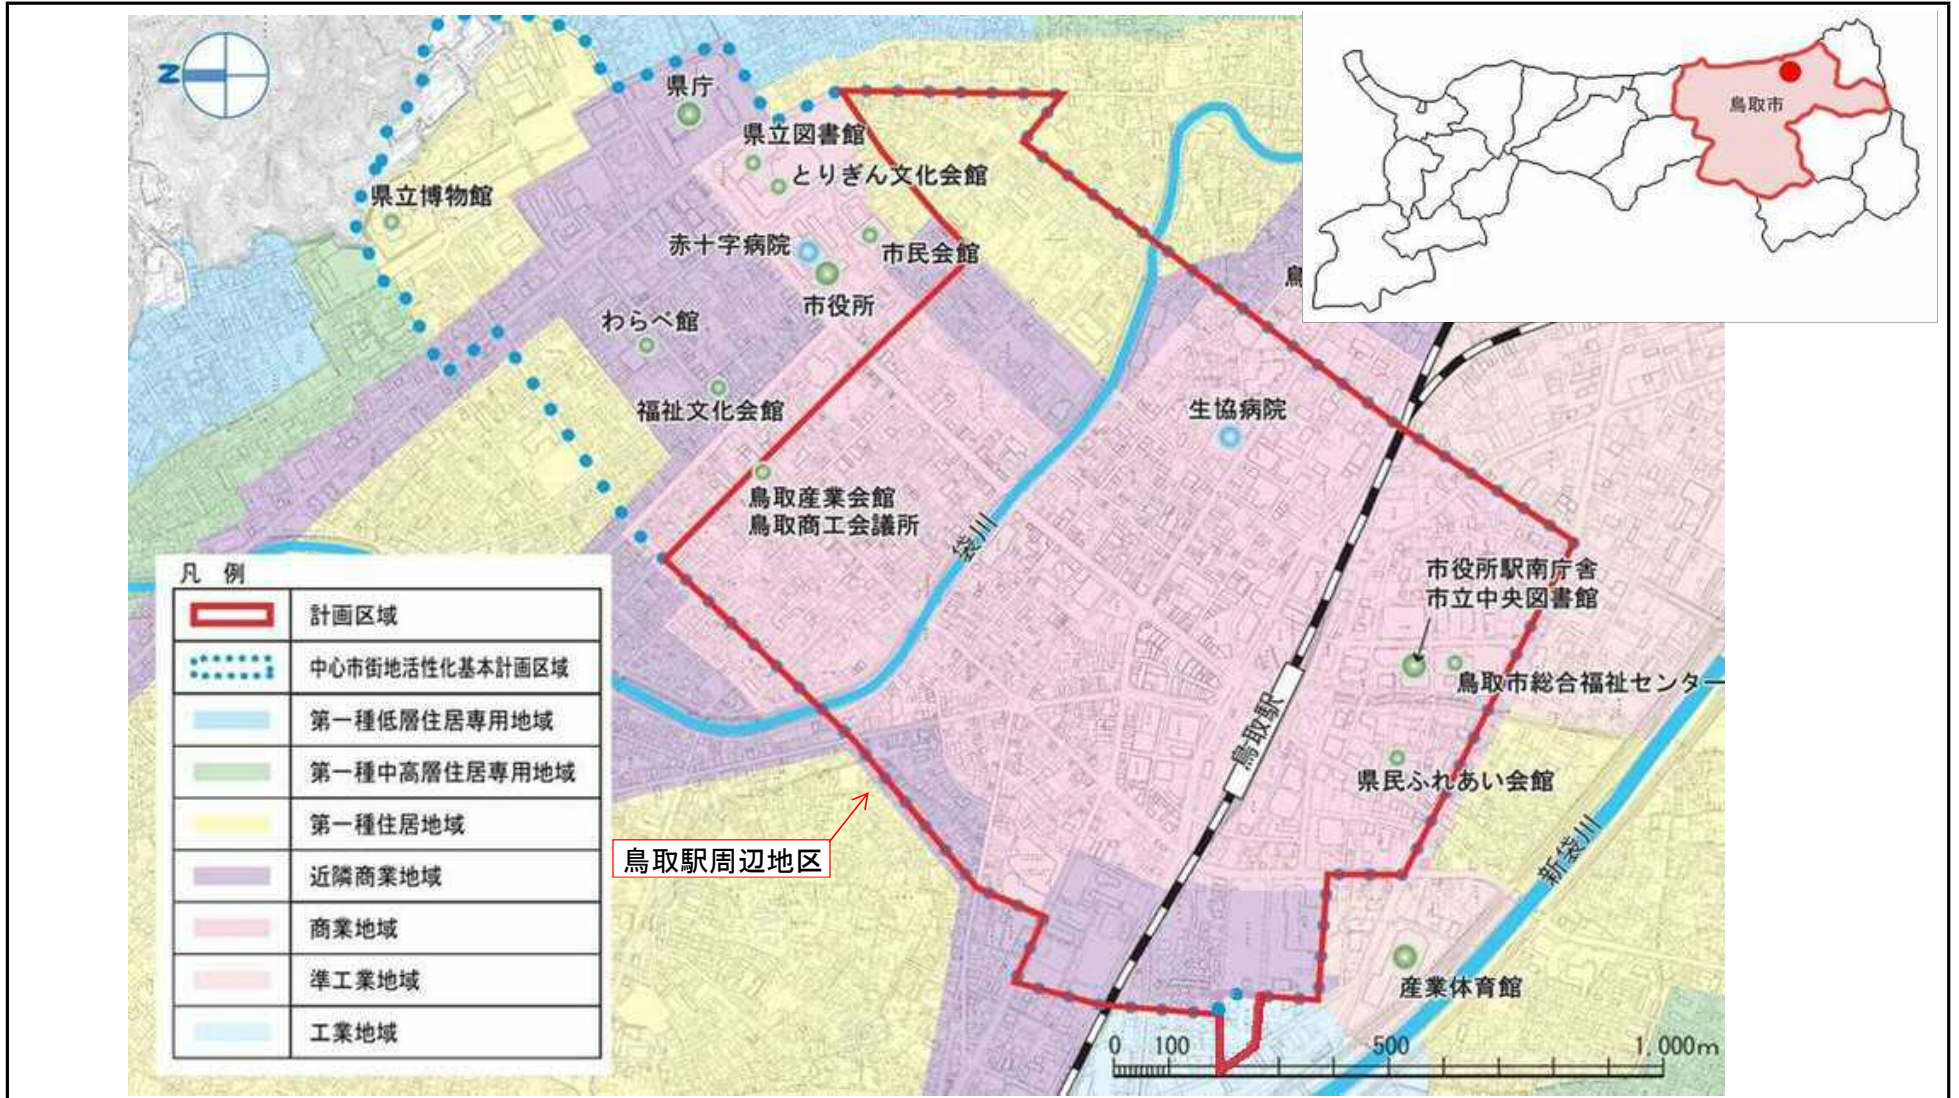 N
県庁
県立図書館
とりぎん文化会館
県立博物館
赤十字病院
市民会館
市役所
わらべ館
福祉文化会館
鳥取産業会館
鳥取商工会議所
袋川
生協病院
鳥
鳥取市
市役所駅南庁舎
市立中央図書館
鳥取市総合福祉センター
鳥取駅
県民ふれあい会館
新袋川
産業体育館
鳥取駅周辺地区
凡 例
計画区域
中心市街地活性化基本計画区域
第一種低層住居専用地域
第一種中高層住居専用地域
第一種住居地域
近隣商業地域
商業地域
準工業地域
工業地域
0 100 500 1,000m